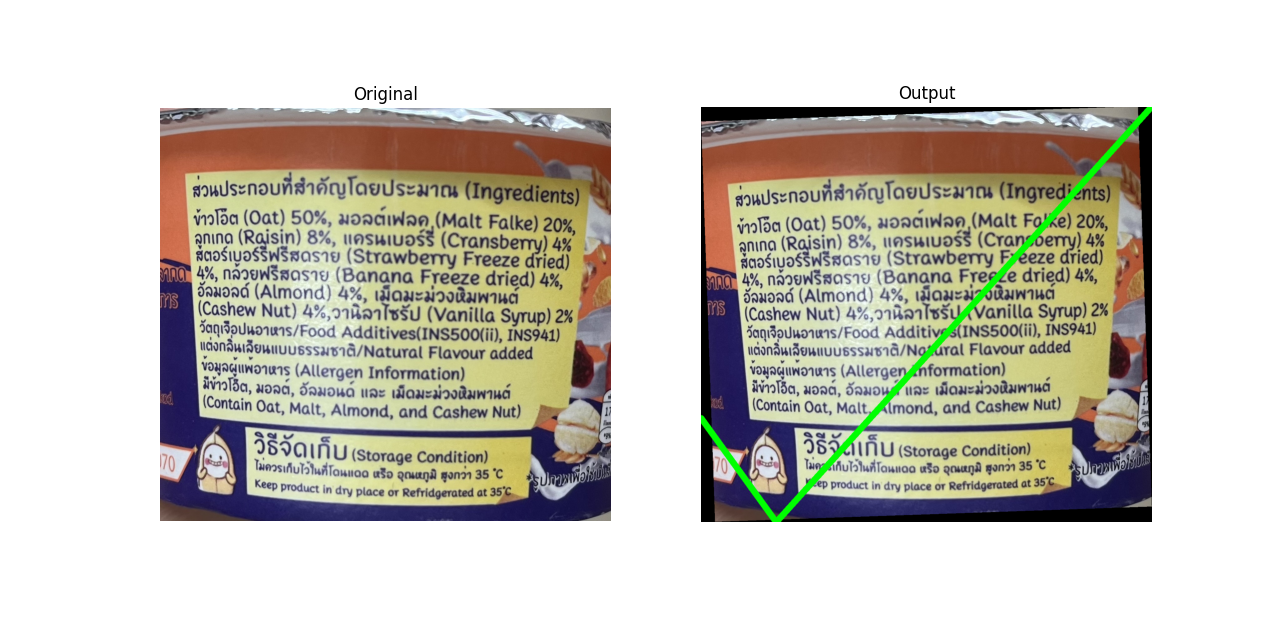 Original
ส่วนประกอบที่สำคัญโดยประมาณ (Ingredients)
ข้าวโอ๊ต (Oat) 50%, มอลต์เฟลค (Malt Falke) 20%,
ลูกเกด (Raisin) 8%, แครนเบอร์รี่ (Cransberry) 4%
สตอร์เบอร์รี่ฟรีสดราย (Strawberry Freeze dried)
4%, กล้วยฟรีสดราย (Banana Freeze dried) 4%,
อัลมอลด์ (Almond) 4%, เม็ดมะม่วงหิมพานต์
(Cashew Nut) 4%,วานิลาไซรัป (Vanilla Syrup) 2%
วัตถุเจือปนอาหาร/Food Additives(INS500(ii), INS941)
แต่งกลิ่นเลียนแบบธรรมชาติ/Natural Flavour added
ข้อมูลผู้แพ้อาหาร (Allergen Information)
มีข้าวโอ๊ต, มอลต์, อัลมอนด์ และ เม็ดมะม่วงหิมพานต์
(Contain Oat, Malt, Almond, and Cashew Nut)
วิธีจัดเก็บ (Storage Condition)
ไม่ควรเก็บไว้ในที่โดนแดด หรือ อุณหภูมิ สูงกว่า 35 ˚C
Keep product in dry place or Refridgerated at 35˚C
70
Output
ส่วนประกอบที่สำคัญโดยประมาณ (Ingredients)
ข้าวโอ๊ต (Oat) 50%, มอลต์เฟลค (Malt Falke) 20%,
ลูกเกด (Raisin) 8%, แครนเบอร์รี่ (Cransberry) 4%
สตอร์เบอร์รี่ฟรีสดราย (Strawberry Freeze dried)
4%, กล้วยฟรีสดราย (Banana Freeze dried) 4%,
อัลมอลด์ (Almond) 4%, เม็ดมะม่วงหิมพานต์
(Cashew Nut) 4%,วานิลาไซรัป (Vanilla Syrup) 2%
วัตถุเจือปนอาหาร/Food Additives(INS500(ii), INS941)
แต่งกลิ่นเลียนแบบธรรมชาติ/Natural Flavour added
ข้อมูลผู้แพ้อาหาร (Allergen Information)
มีข้าวโอ๊ต, มอลต์, อัลมอนด์ และ เม็ดมะม่วงหิมพานต์
(Contain Oat, Malt, Almond, and Cashew Nut)
วิธีจัดเก็บ (Storage Condition)
ไม่ควรเก็บไว้ในที่โดนแดด หรือ อุณหภูมิ สูงกว่า 35 ˚C
Keep product in dry place or Refridgerated at 35˚C
70